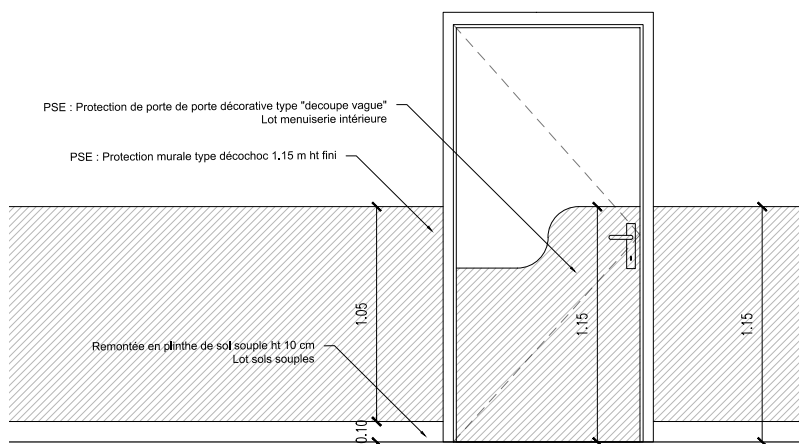 PSE : Protection de porte de porte décorative type "decoupe vague"
Lot menuiserie intérieure
PSE : Protection murale type décochoc 1.15 m ht fini
1.05
1.15
1.15
Remontée en plinthe de sol souple ht 10 cm
Lot sols souples
0.10